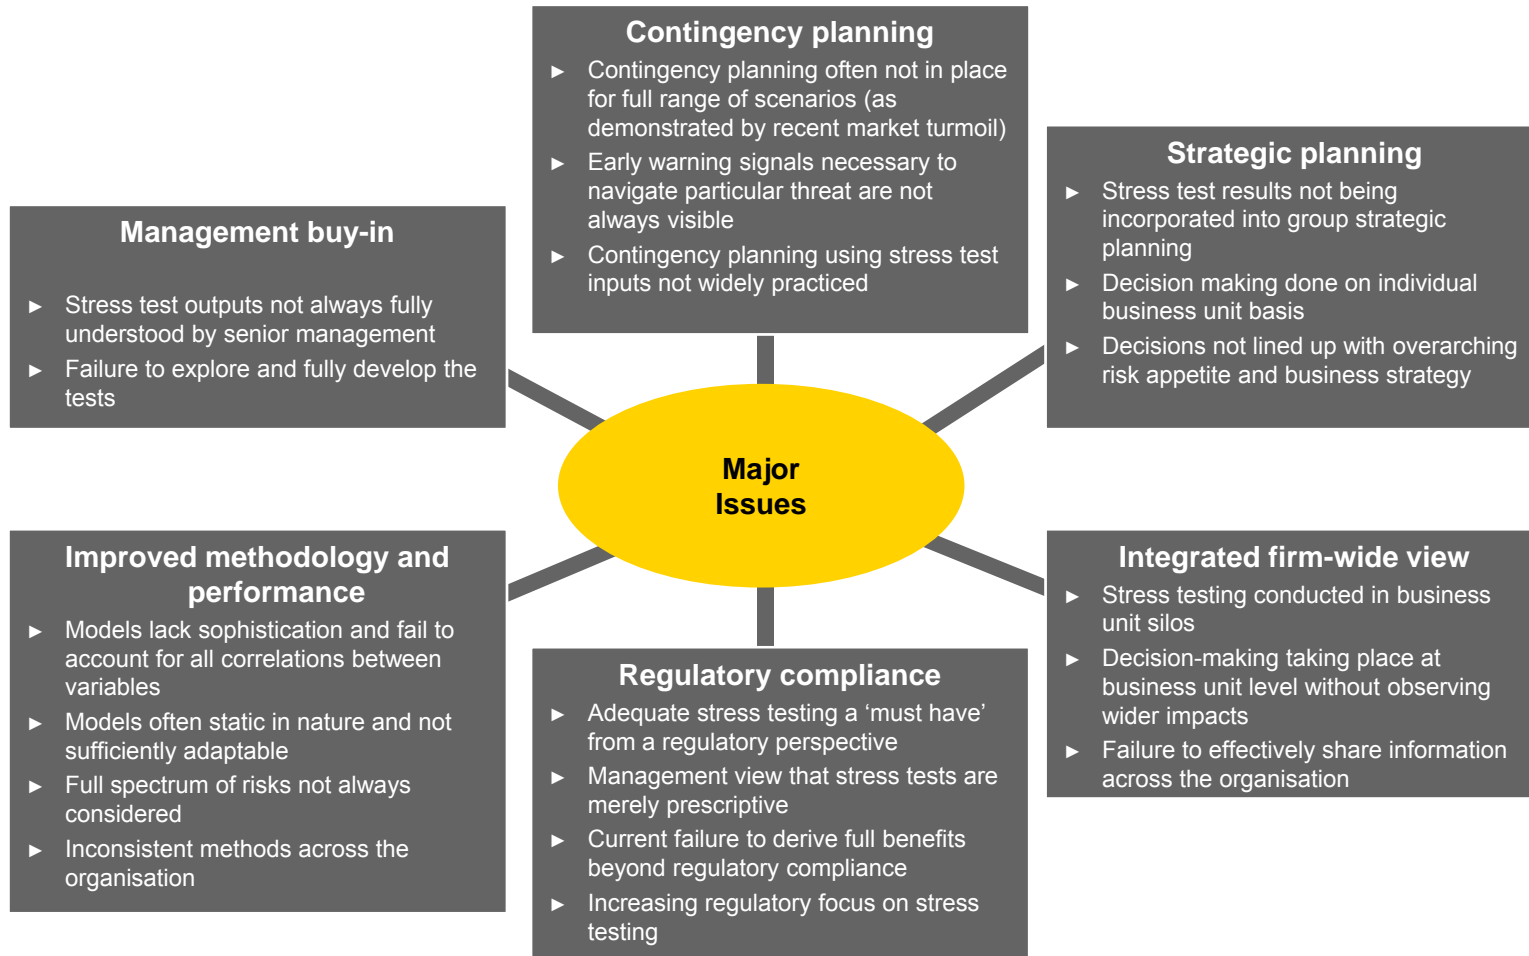 Contingency planning
► Contingency planning often not in place
for full range of scenarios (as
demonstrated by recent market turmoil)
► Early warning signals necessary to
navigate particular threat are not
always visible
► Contingency planning using stress test
inputs not widely practiced
Strategic planning
► Stress test results not being
incorporated into group strategic
planning
► Decision making done on individual
business unit basis
► Decisions not lined up with overarching
risk appetite and business strategy
Management buy-in
► Stress test outputs not always fully
understood by senior management
► Failure to explore and fully develop the
tests
Major
Issues
Improved methodology and
performance
► Models lack sophistication and fail to
account for all correlations between
variables
► Models often static in nature and not
sufficiently adaptable
► Full spectrum of risks not always
considered
► Inconsistent methods across the
organisation
Regulatory compliance
► Adequate stress testing a ‘must have’
from a regulatory perspective
► Management view that stress tests are
merely prescriptive
► Current failure to derive full benefits
beyond regulatory compliance
► Increasing regulatory focus on stress
testing
Integrated firm-wide view
► Stress testing conducted in business
unit silos
► Decision-making taking place at
business unit level without observing
wider impacts
► Failure to effectively share information
across the organisation